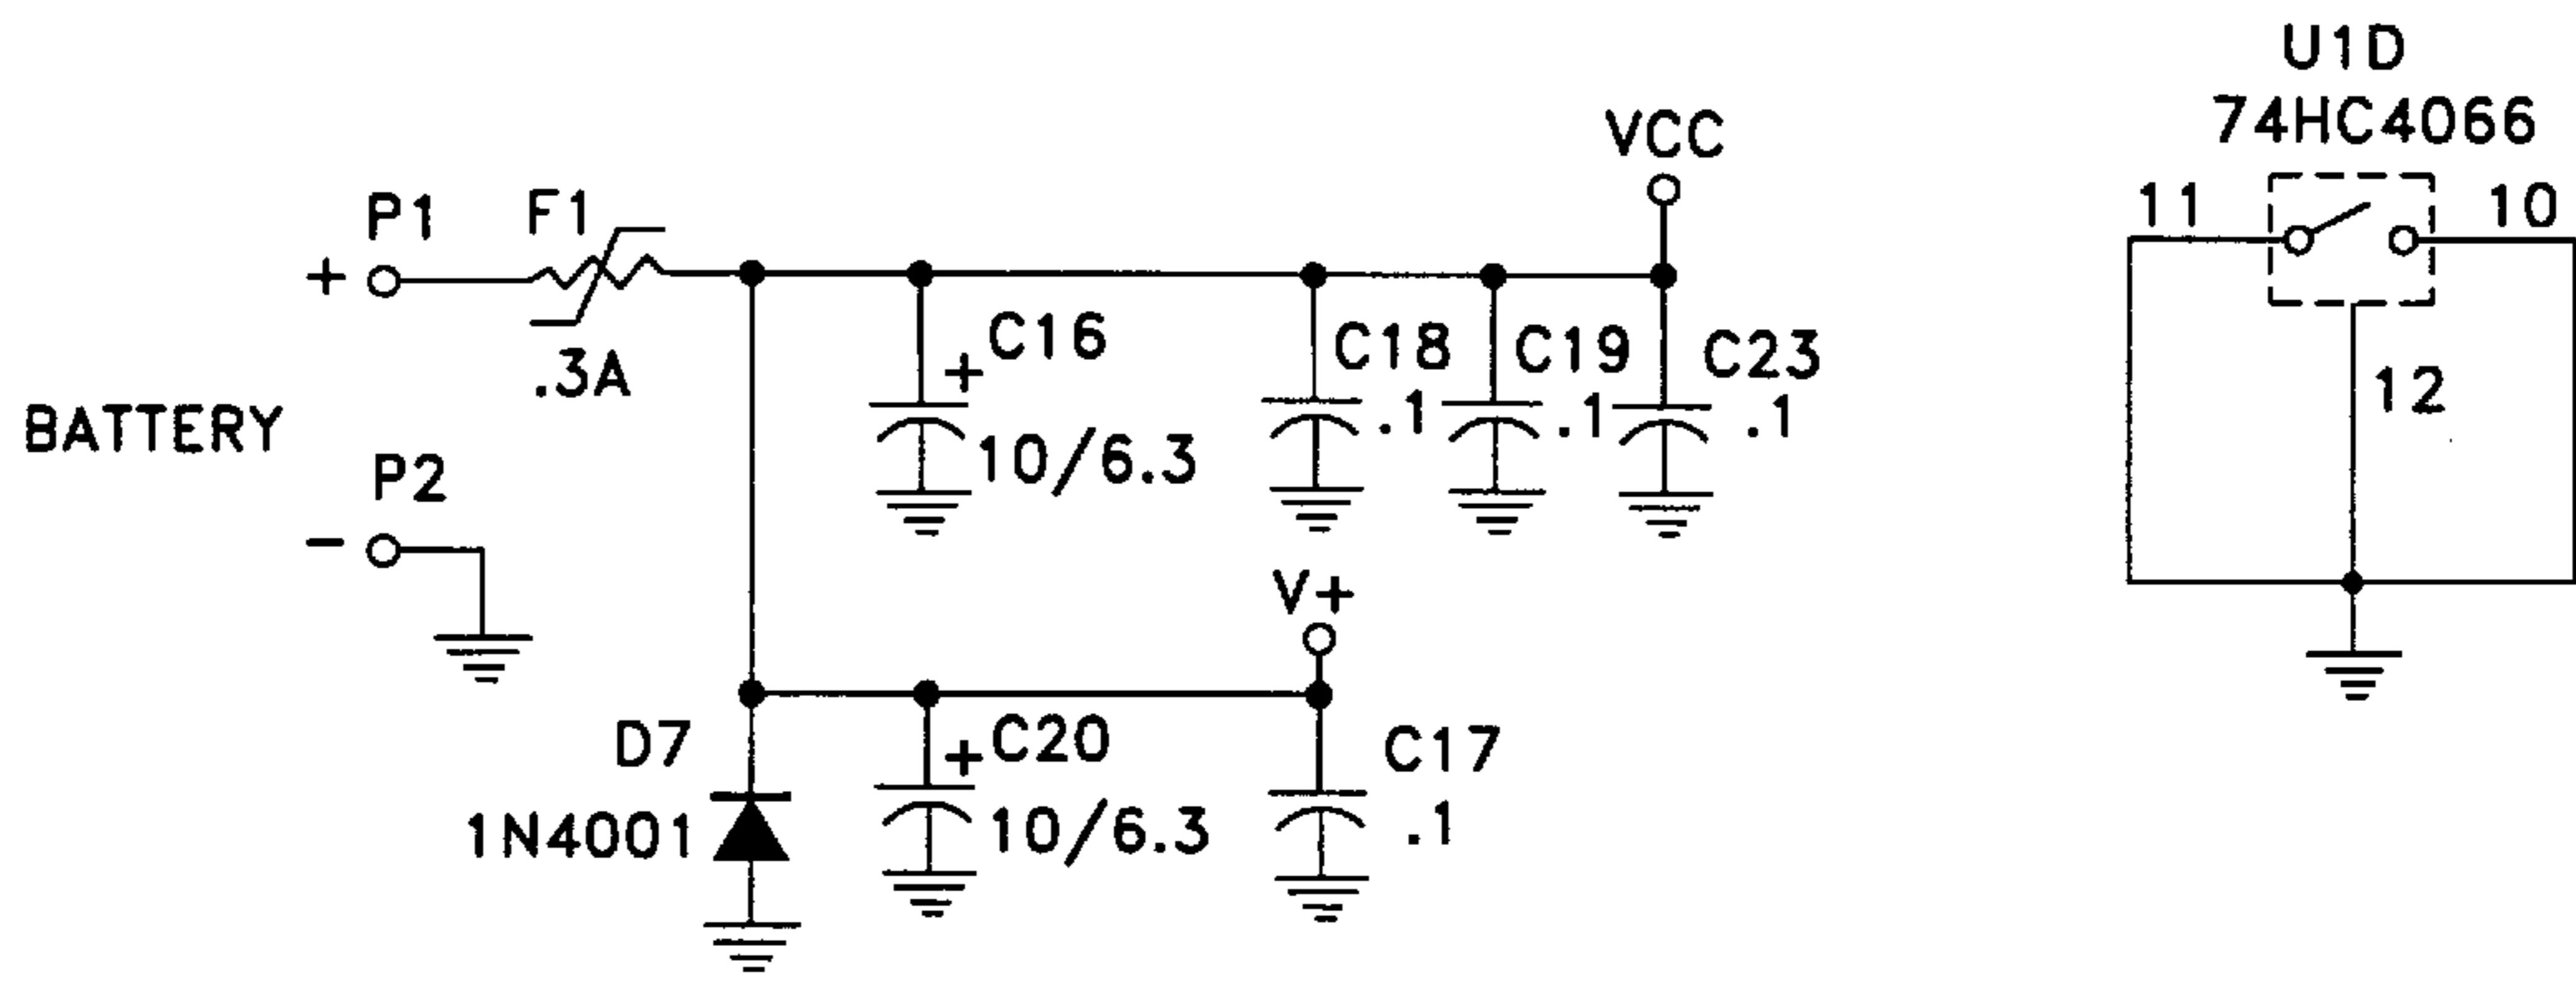 U1D
74HC4066
VCC
11
10
P1
F1
+
.3A
C16
+
10/6.3
C18
.1
C19
.1
C23
.1
12
BATTERY
P2
-
V+
D7
1N4001
+
C20
10/6.3
C17
.1